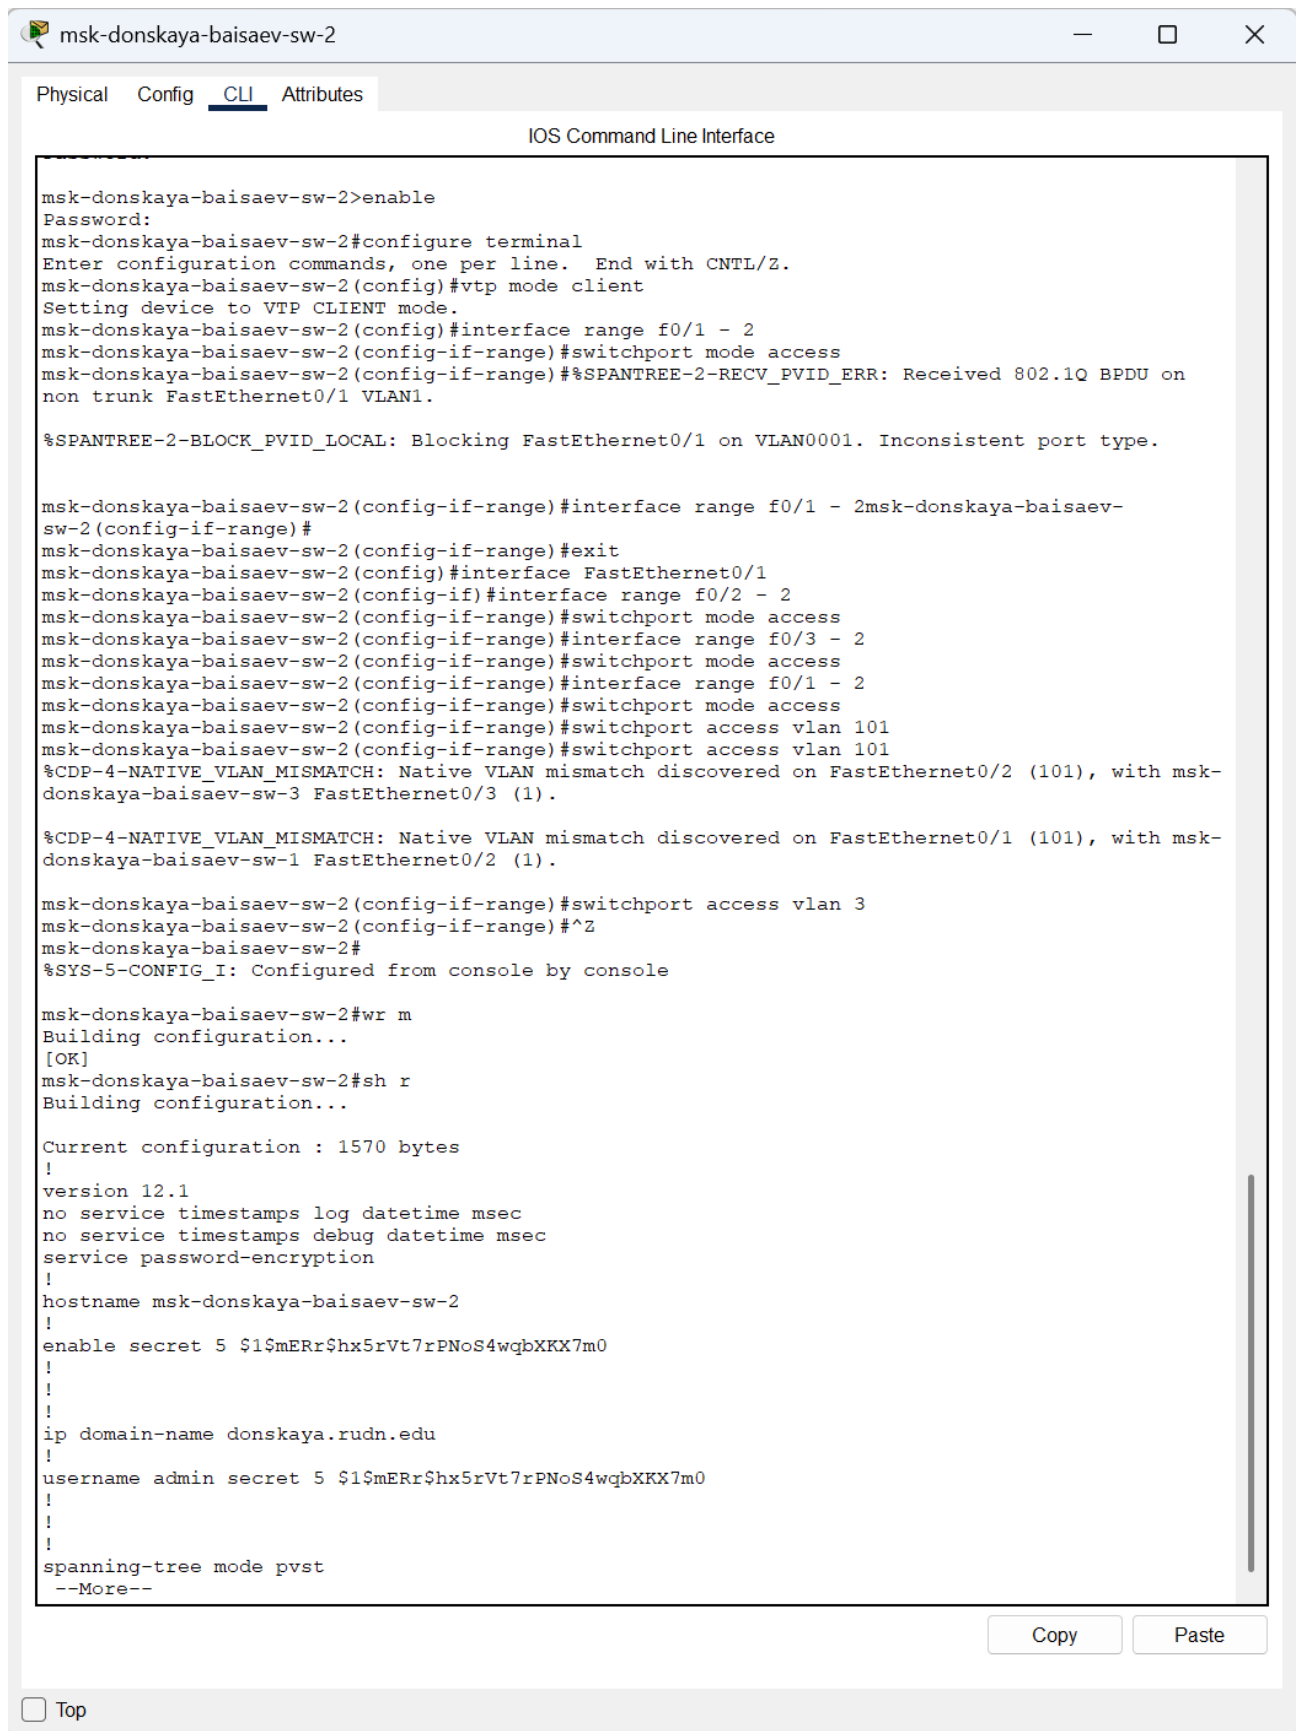 msk-donskaya-baisaev-sw-2
Physical Config CLI Attributes
IOS Command Line Interface
msk-donskaya-baisaev-sw-2>enable
Password:
msk-donskaya-baisaev-sw-2#configure terminal
Enter configuration commands, one per line.  End with CNTL/Z.
msk-donskaya-baisaev-sw-2(config)#vtp mode client
Setting device to VTP CLIENT mode.
msk-donskaya-baisaev-sw-2(config)#interface range f0/1 - 2
msk-donskaya-baisaev-sw-2(config-if-range)#switchport mode access
msk-donskaya-baisaev-sw-2(config-if-range)#%SPANTREE-2-RECV_PVID_ERR: Received 802.1Q BPDU on
non trunk FastEthernet0/1 VLAN1.
%SPANTREE-2-BLOCK_PVID_LOCAL: Blocking FastEthernet0/1 on VLAN0001. Inconsistent port type.
msk-donskaya-baisaev-sw-2(config-if-range)#interface range f0/1 - 2msk-donskaya-baisaev-
sw-2(config-if-range)#
msk-donskaya-baisaev-sw-2(config-if-range)#exit
msk-donskaya-baisaev-sw-2(config)#interface FastEthernet0/1
msk-donskaya-baisaev-sw-2(config-if)#interface range f0/2 - 2
msk-donskaya-baisaev-sw-2(config-if-range)#switchport mode access
msk-donskaya-baisaev-sw-2(config-if-range)#interface range f0/3 - 2
msk-donskaya-baisaev-sw-2(config-if-range)#switchport mode access
msk-donskaya-baisaev-sw-2(config-if-range)#interface range f0/1 - 2
msk-donskaya-baisaev-sw-2(config-if-range)#switchport mode access
msk-donskaya-baisaev-sw-2(config-if-range)#switchport access vlan 101
msk-donskaya-baisaev-sw-2(config-if-range)#switchport access vlan 101
%CDP-4-NATIVE_VLAN_MISMATCH: Native VLAN mismatch discovered on FastEthernet0/2 (101), with msk-
donskaya-baisaev-sw-3 FastEthernet0/3 (1).
%CDP-4-NATIVE_VLAN_MISMATCH: Native VLAN mismatch discovered on FastEthernet0/1 (101), with msk-
donskaya-baisaev-sw-1 FastEthernet0/2 (1).
msk-donskaya-baisaev-sw-2(config-if-range)#switchport access vlan 3
msk-donskaya-baisaev-sw-2(config-if-range)#^Z
msk-donskaya-baisaev-sw-2#
%SYS-5-CONFIG_I: Configured from console by console
msk-donskaya-baisaev-sw-2#wr m
Building configuration...
[OK]
msk-donskaya-baisaev-sw-2#sh r
Building configuration...
Current configuration : 1570 bytes
!
version 12.1
no service timestamps log datetime msec
no service timestamps debug datetime msec
service password-encryption
!
hostname msk-donskaya-baisaev-sw-2
!
enable secret 5 $1$mERr$hx5rVt7rPNoS4wqbXKX7m0
!
!
!
ip domain-name donskaya.rudn.edu
!
username admin secret 5 $1$mERr$hx5rVt7rPNoS4wqbXKX7m0
!
!
!
spanning-tree mode pvst
--More--
Copy Paste
Top